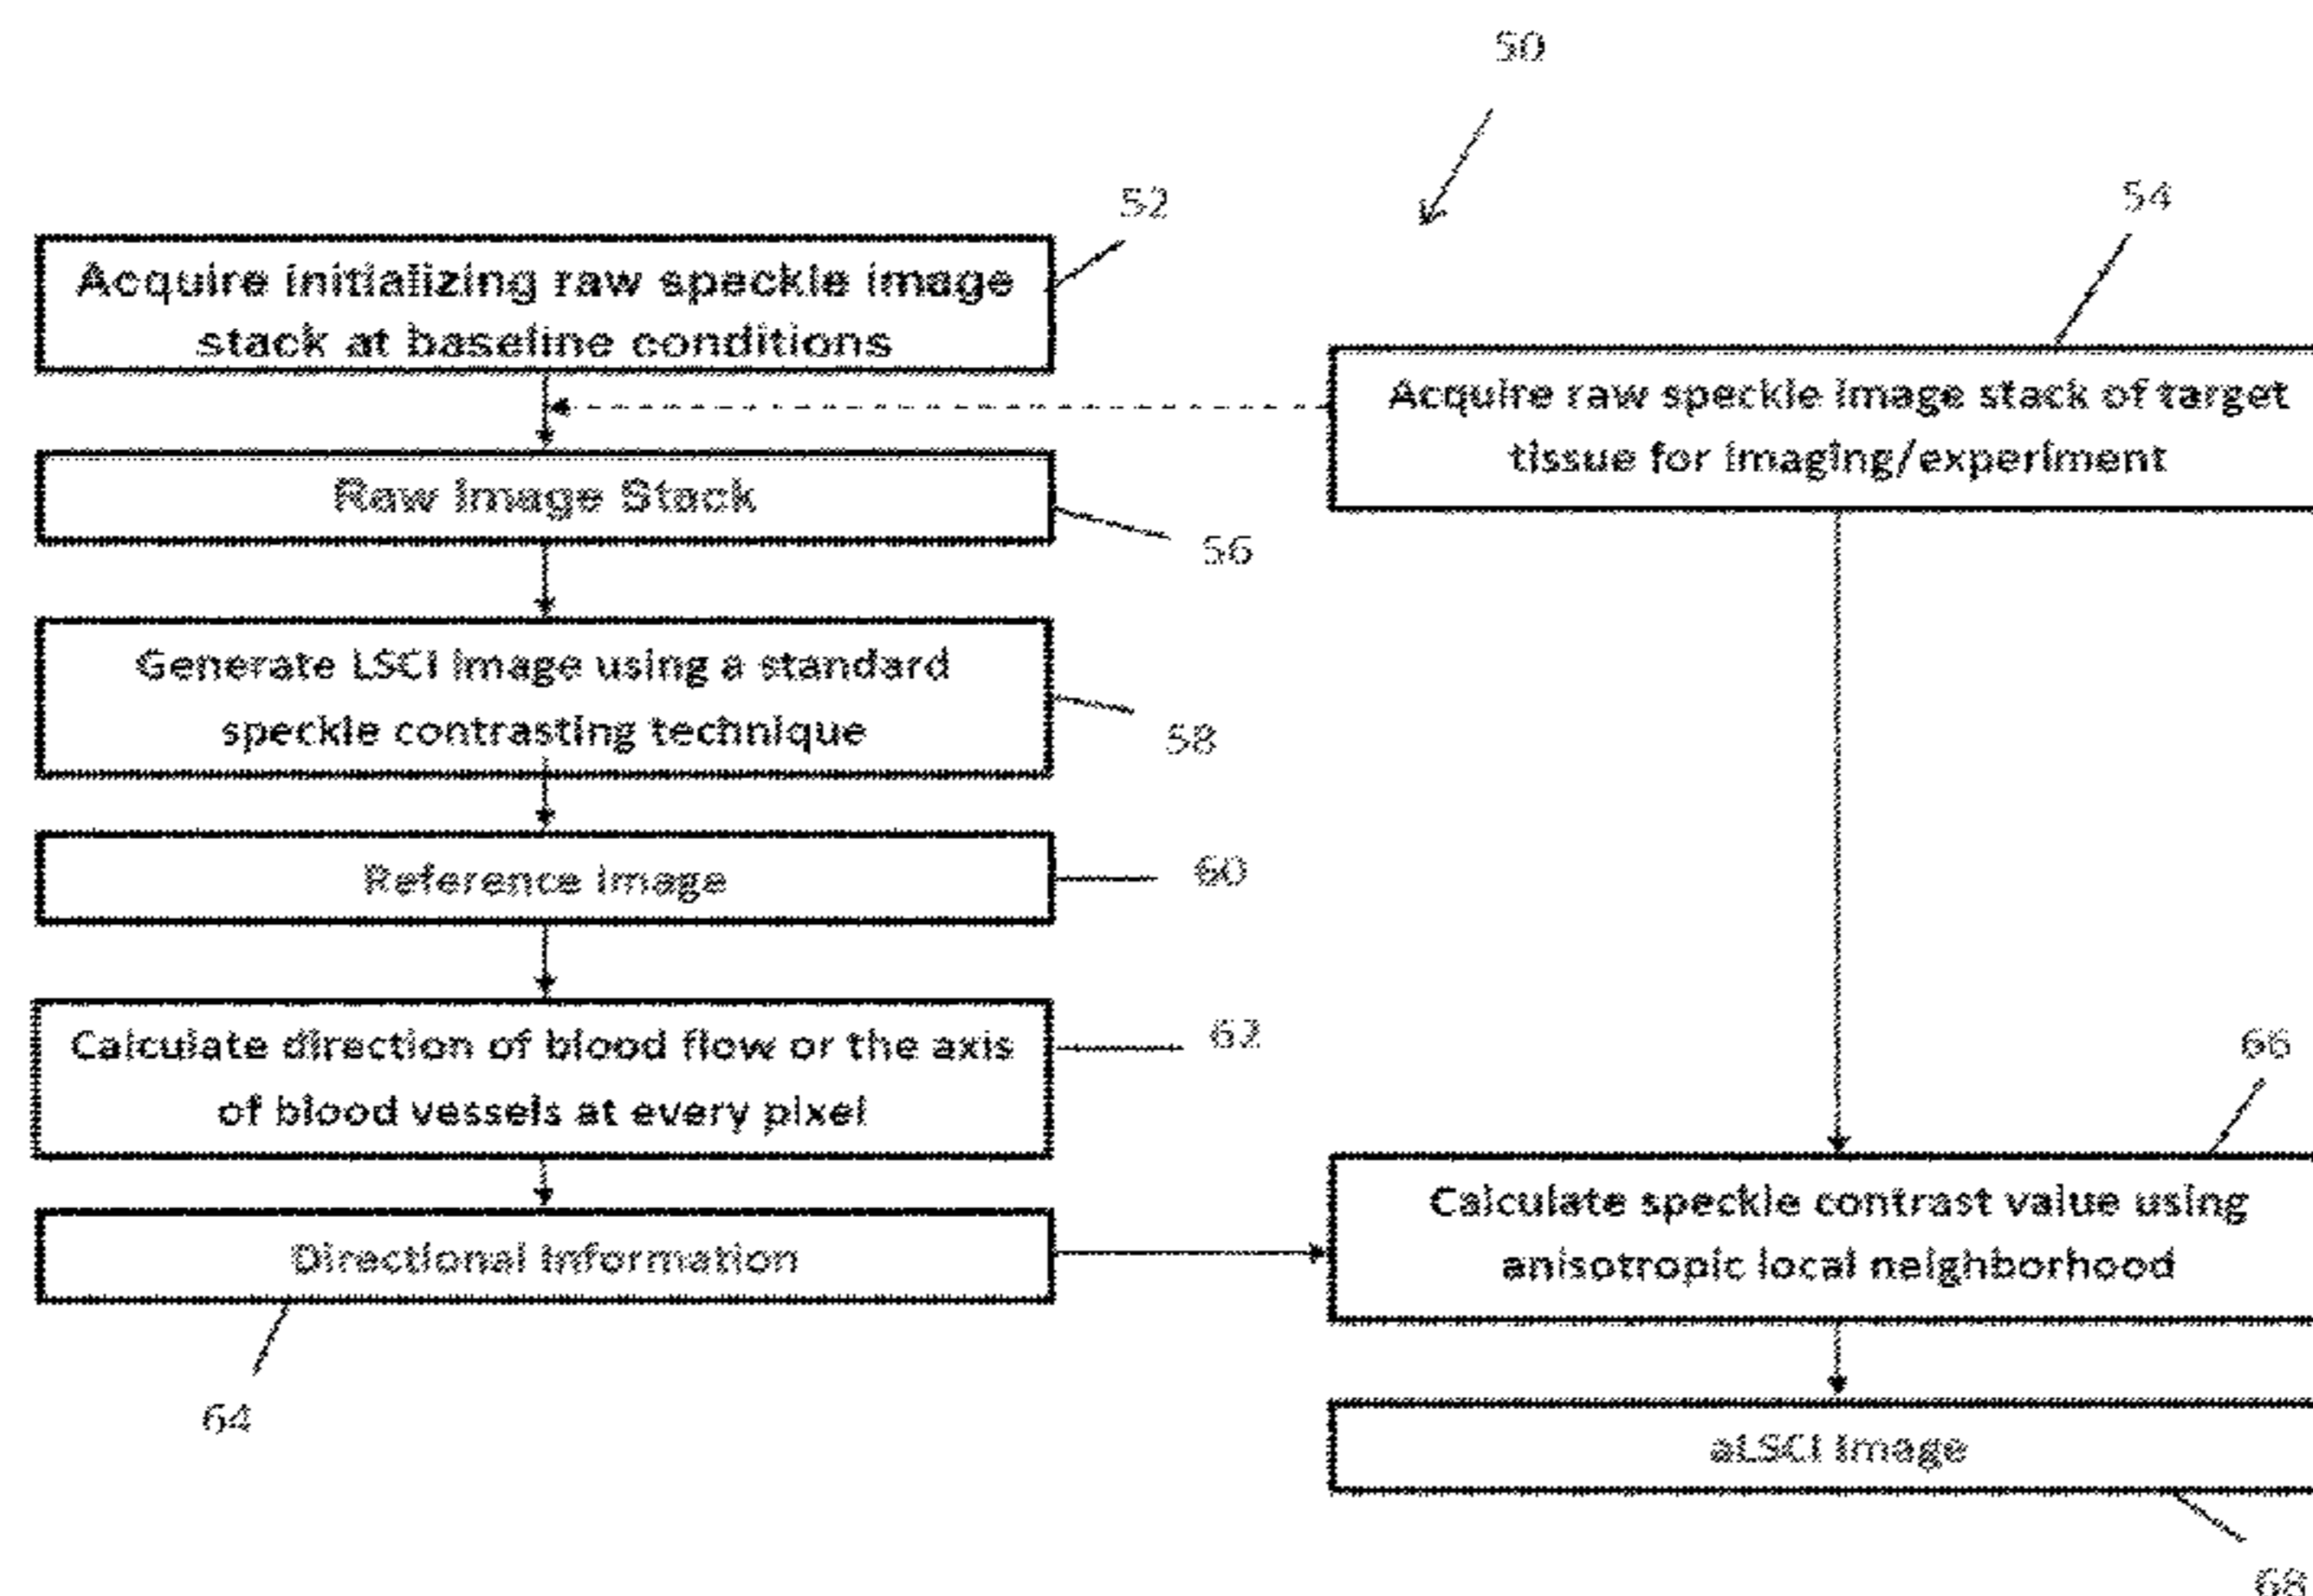 50
52
Acquire initializing raw speckle image
stack at baseline conditions
54
Acquire raw speckle image stack of target
tissue for imaging/experiment
Raw Image Stack
56
Generate LSCI image using a standard
speckle contrasting technique
58
Reference Image
60
Calculate direction of blood flow or the axis
of blood vessels at every pixel
62
Directional Information
64
66
Calculate speckle contrast value using
anisotropic local neighborhood
aLSCI Image
68